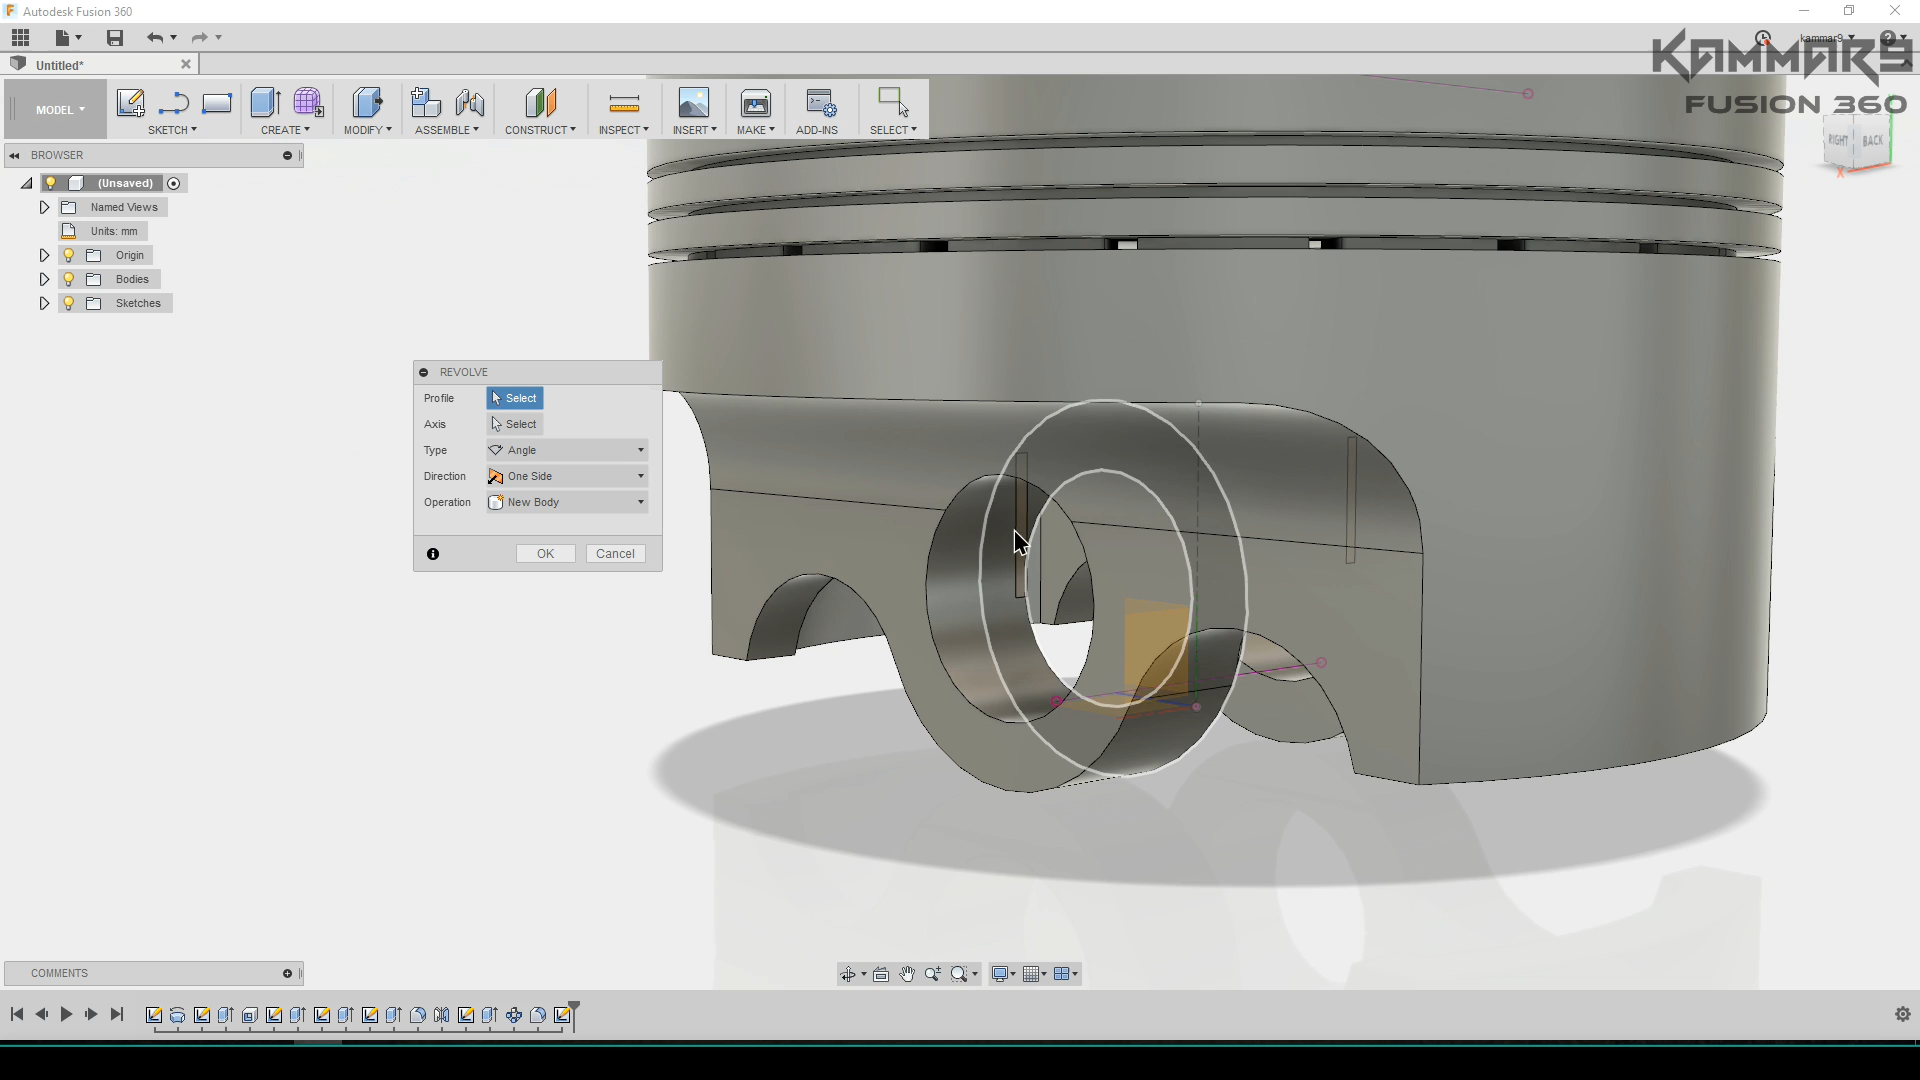 Autodesk Fusion 360
kammar9
KAMMAR9
FUSION 360
Untitled*
MODEL
SKETCH
CREATE
MODIFY
ASSEMBLE
CONSTRUCT
INSPECT
INSERT
MAKE
ADD-INS
SELECT
RIGHT
BACK
X
BROWSER
(Unsaved)
Named Views
Units: mm
Origin
Bodies
Sketches
REVOLVE
Profile
Select
Axis
Select
Type
Angle
Direction
One Side
Operation
New Body
OK
Cancel
COMMENTS